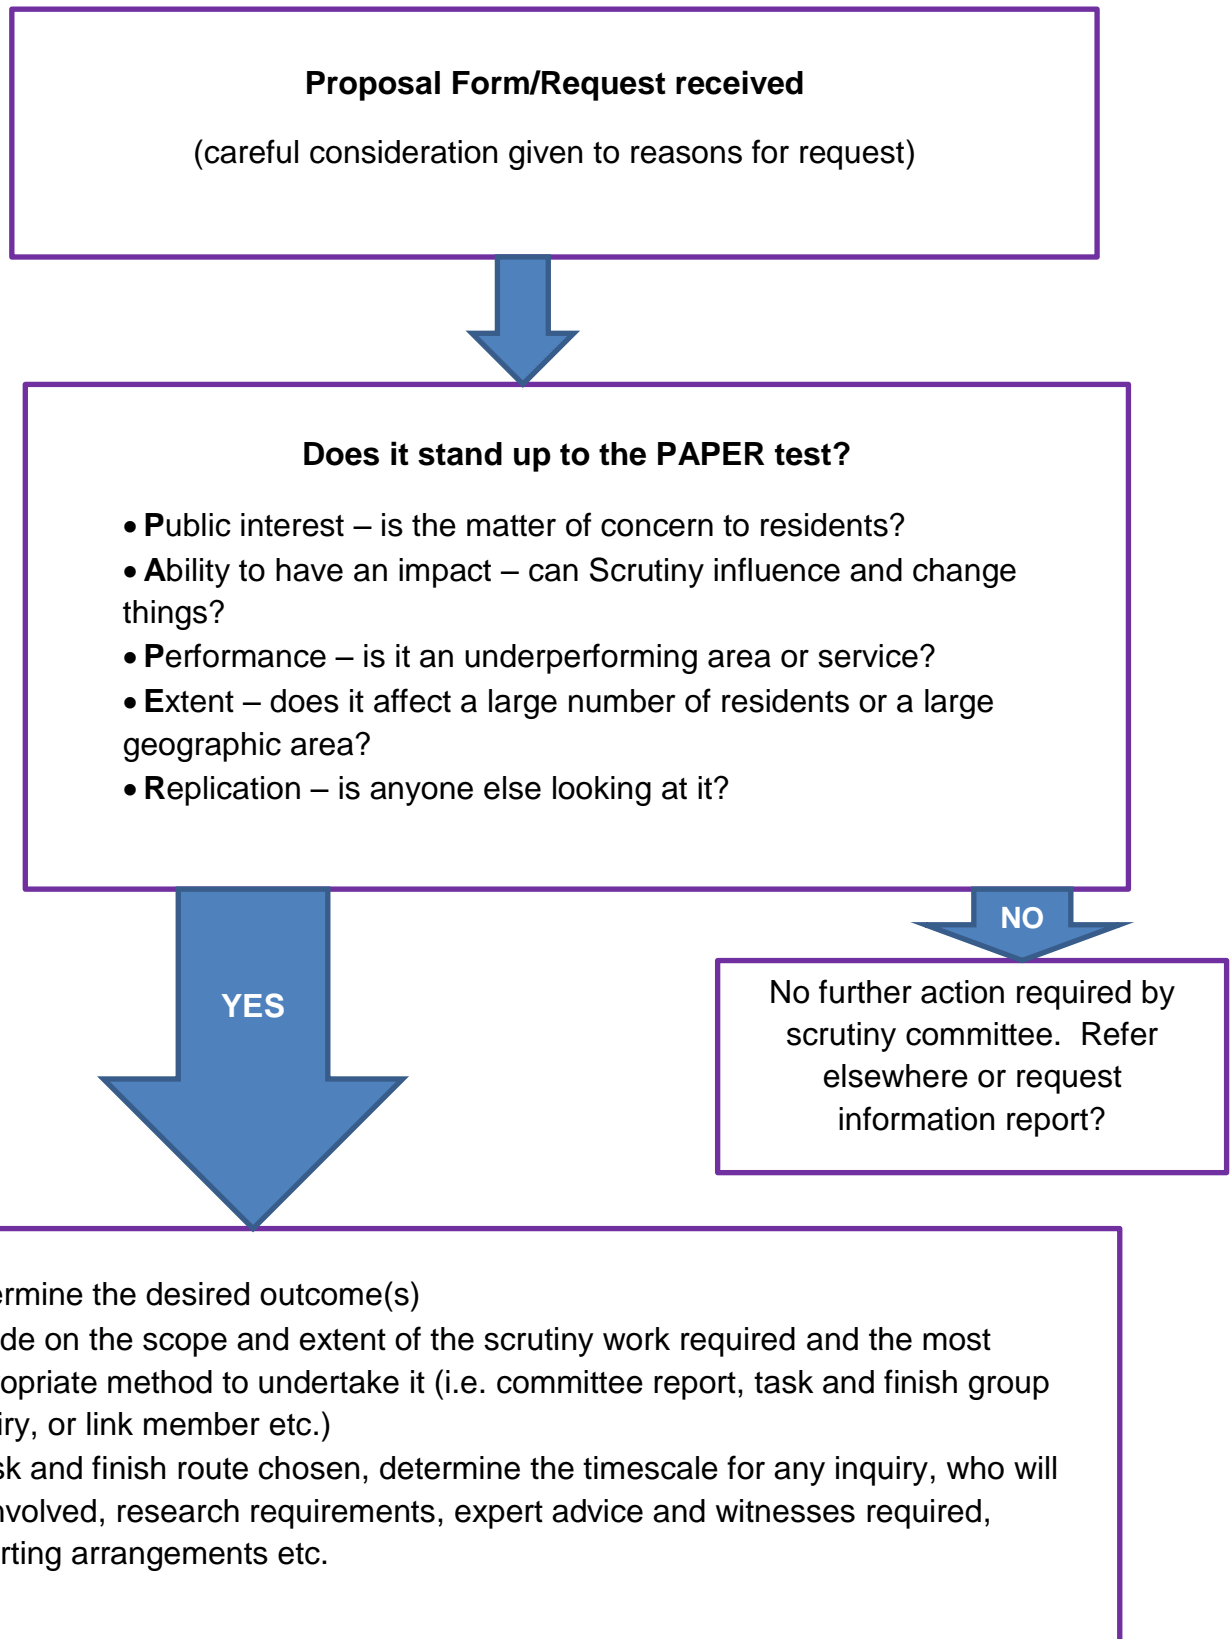 Proposal Form/Request received
(careful consideration given to reasons for request)
Does it stand up to the PAPER test?
• Public interest – is the matter of concern to residents?
• Ability to have an impact – can Scrutiny influence and change
things?
• Performance – is it an underperforming area or service?
• Extent – does it affect a large number of residents or a large
geographic area?
• Replication – is anyone else looking at it?
NO
YES
No further action required by
scrutiny committee. Refer
elsewhere or request
information report?
ermine the desired outcome(s)
de on the scope and extent of the scrutiny work required and the most
opriate method to undertake it (i.e. committee report, task and finish group
iry, or link member etc.)
sk and finish route chosen, determine the timescale for any inquiry, who will
nvolved, research requirements, expert advice and witnesses required,
rting arrangements etc.